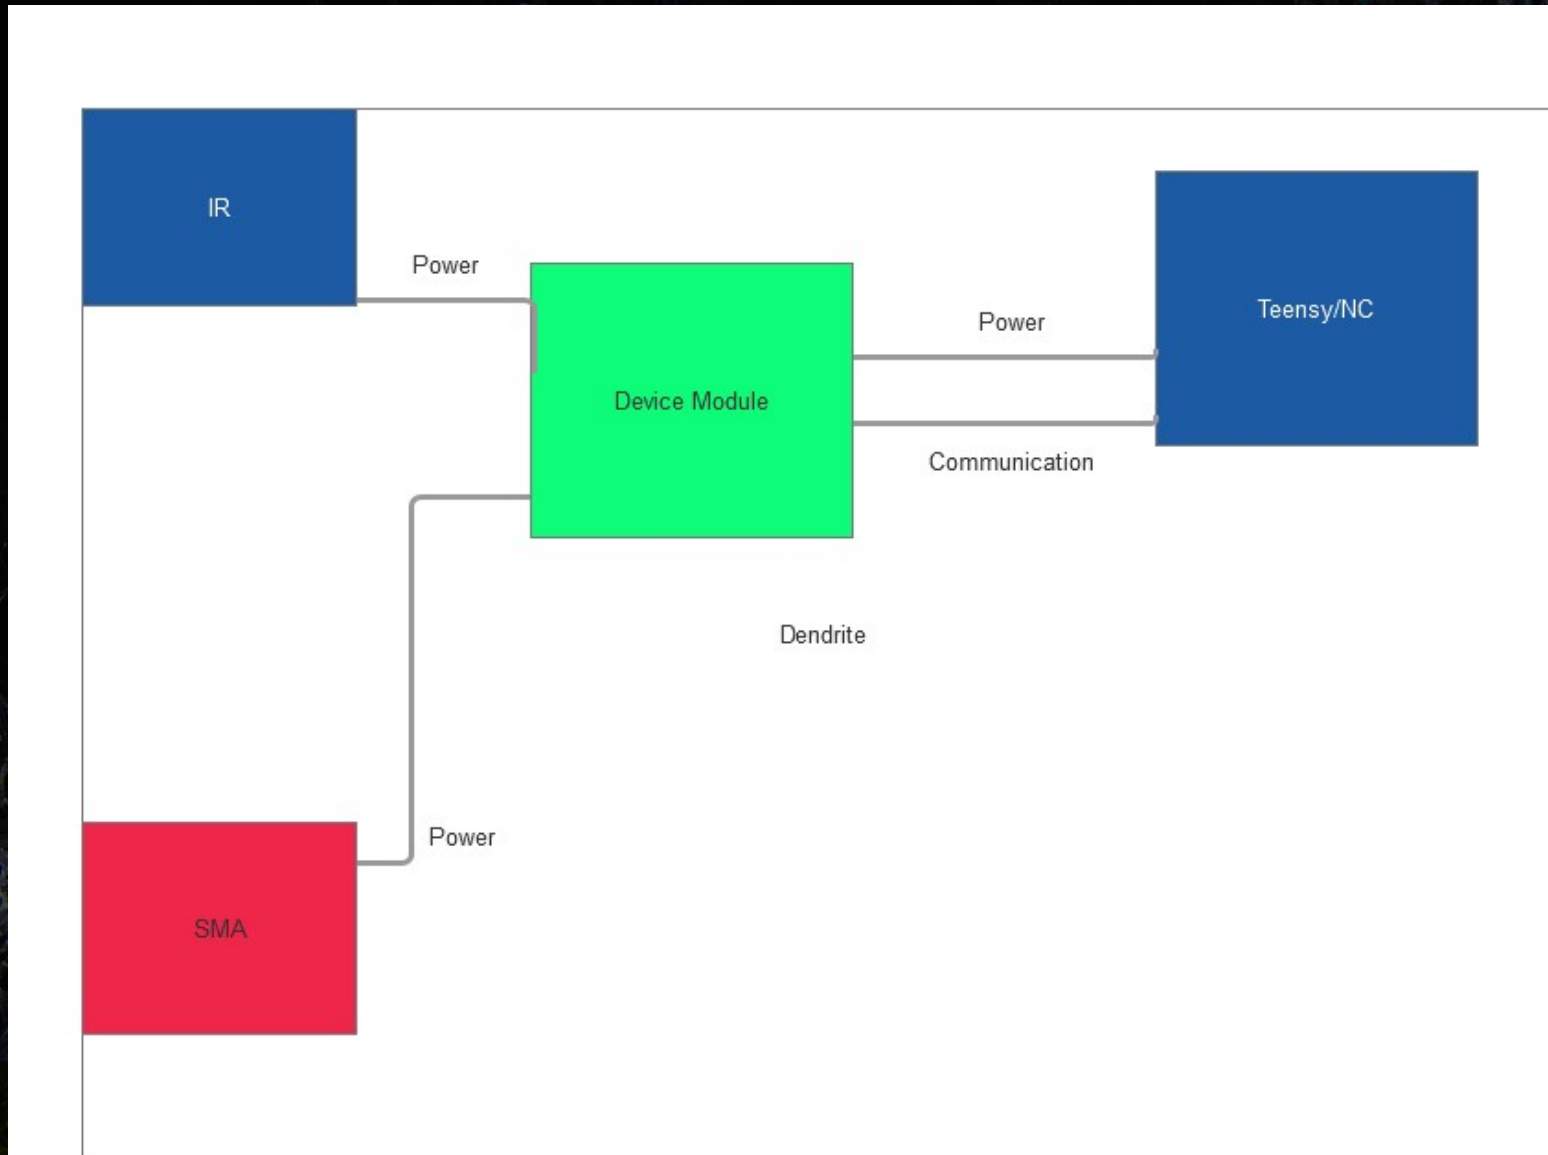 IR
Power
Power
Teensy/NC
Device Module
Communication
Dendrite
Power
SMA